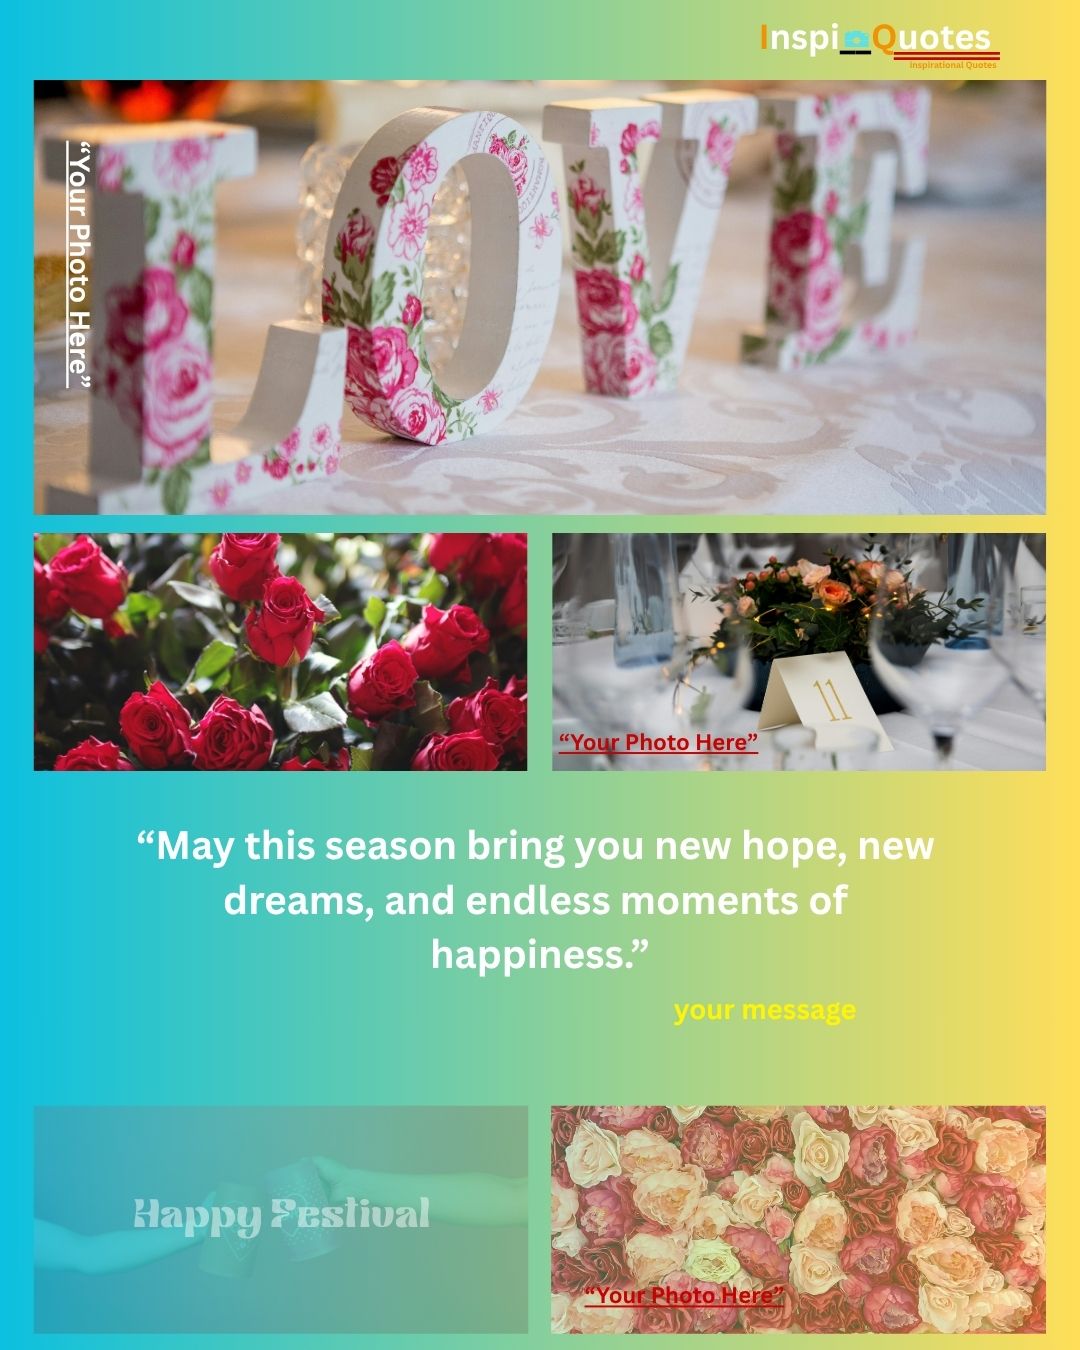 InspiQuotes
inspirational Quotes
LOVE
“Your Photo Here”
11
“Your Photo Here”
“May this season bring you new hope, new
dreams, and endless moments of
happiness.”
your message
Happy Festival
“Your Photo Here”